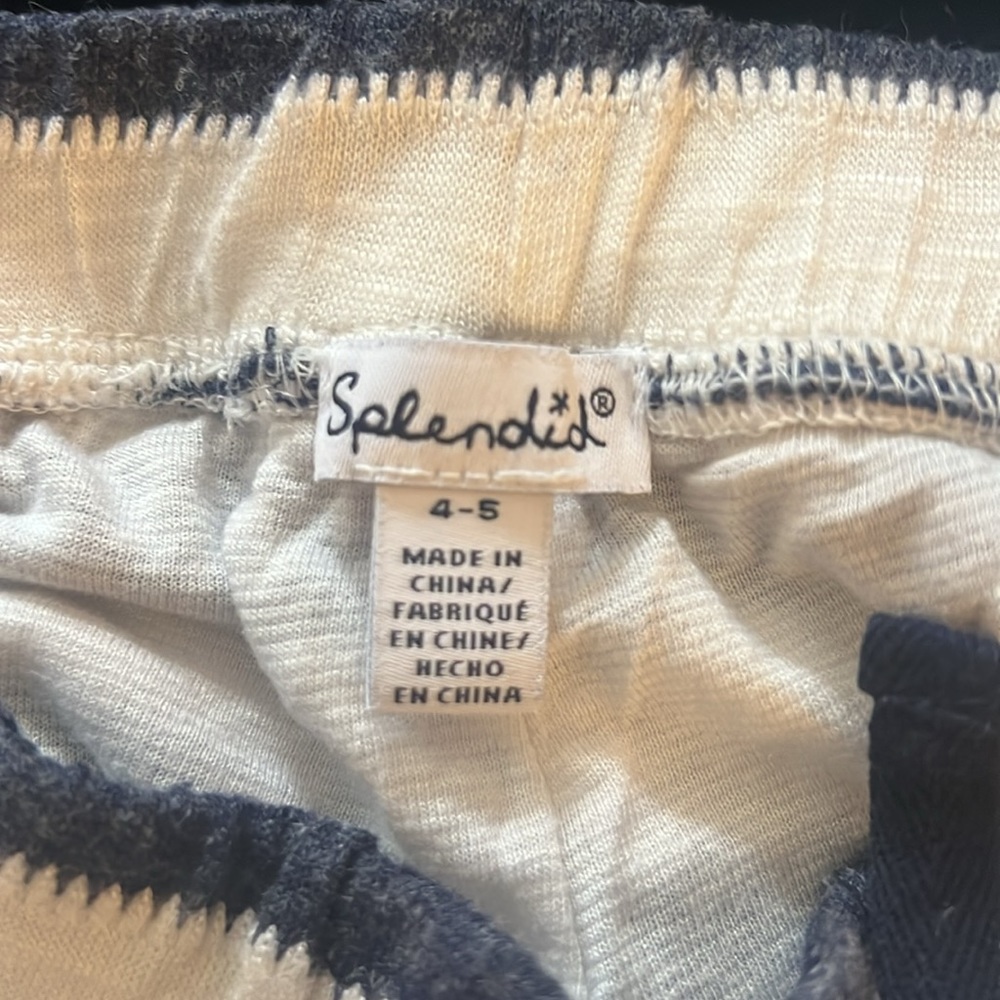 Splendid®
4-5
MADE IN
CHINA/
FABRIQUÉ
EN CHINE/
HECHO
EN CHINA